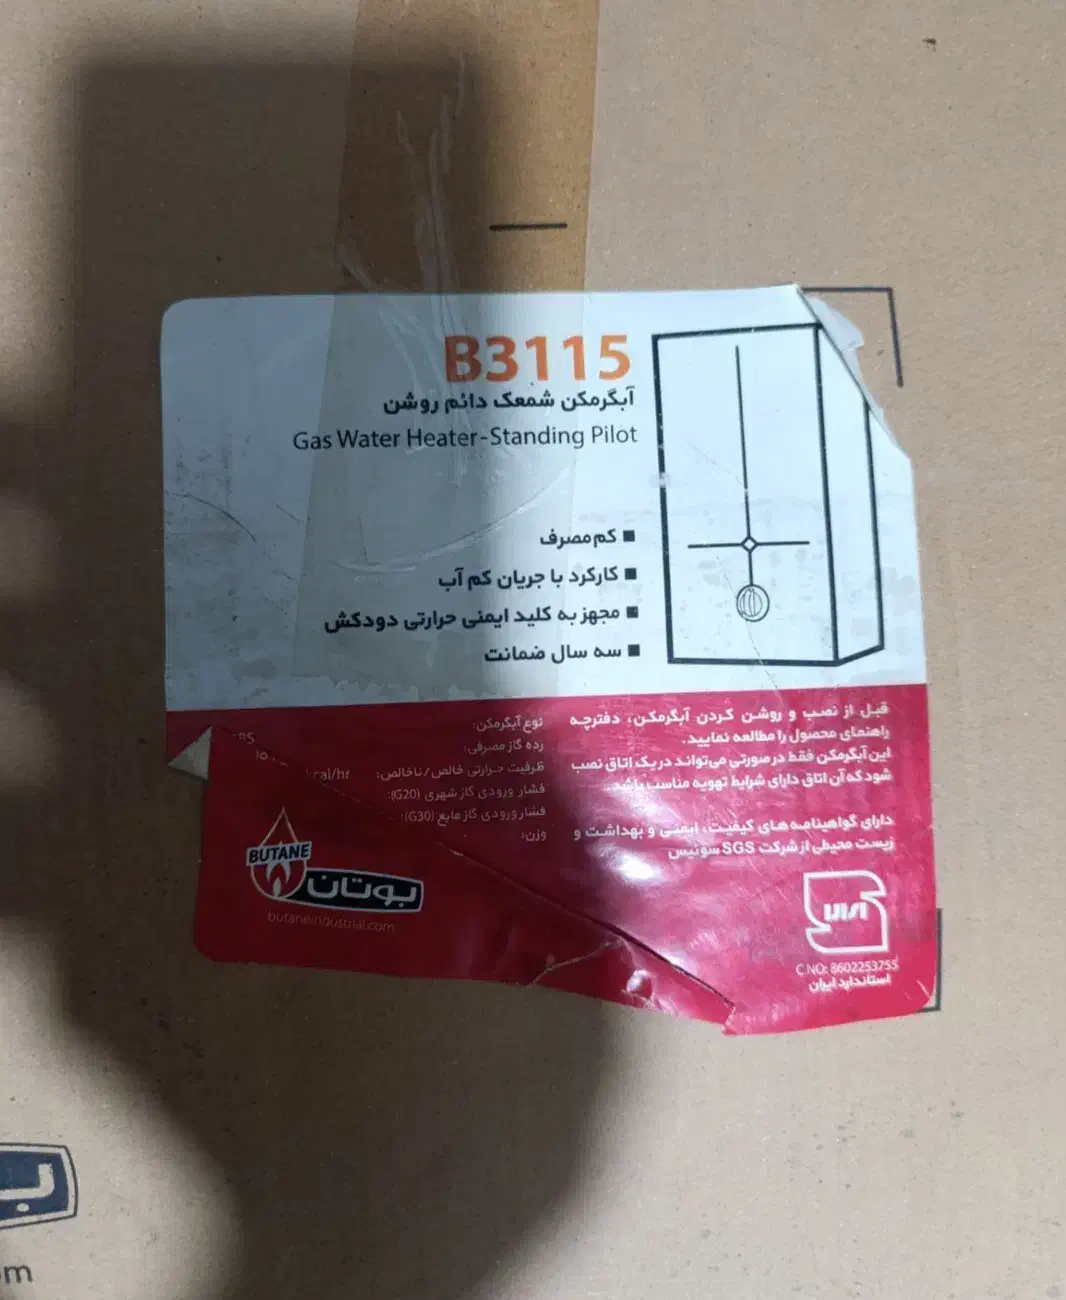 B3115
آبگرمکن شمعک دائم روشن
Gas Water Heater-Standing Pilot
■ کم مصرف
■ کارکرد با جریان کم آب
■ مجهز به کلید ایمنی حرارتی دودکش
■ سه سال ضمانت
قبل از نصب و روشن کردن آبگرمکن، دفترچه
راهنمای محصول را مطالعه نمایید.
این آبگرمکن فقط در صورتی می‌تواند در یک اتاق نصب
شود که آن اتاق دارای شرایط تهویه مناسب باشد.
دارای گواهینامه های کیفیت، ایمنی و بهداشت و
زیست محیطی از شرکت SGS سوئیس
C.NO: 8602253755
استاندارد ایران
نوع آبگرمکن:
رده گاز مصرفی:
ظرفیت حرارتی خالص / ناخالص: kcal/hr
فشار ورودی گاز شهری (G20):
فشار ورودی گاز مایع (G30):
وزن:
BUTANE
بوتان
butaneindustrial.com